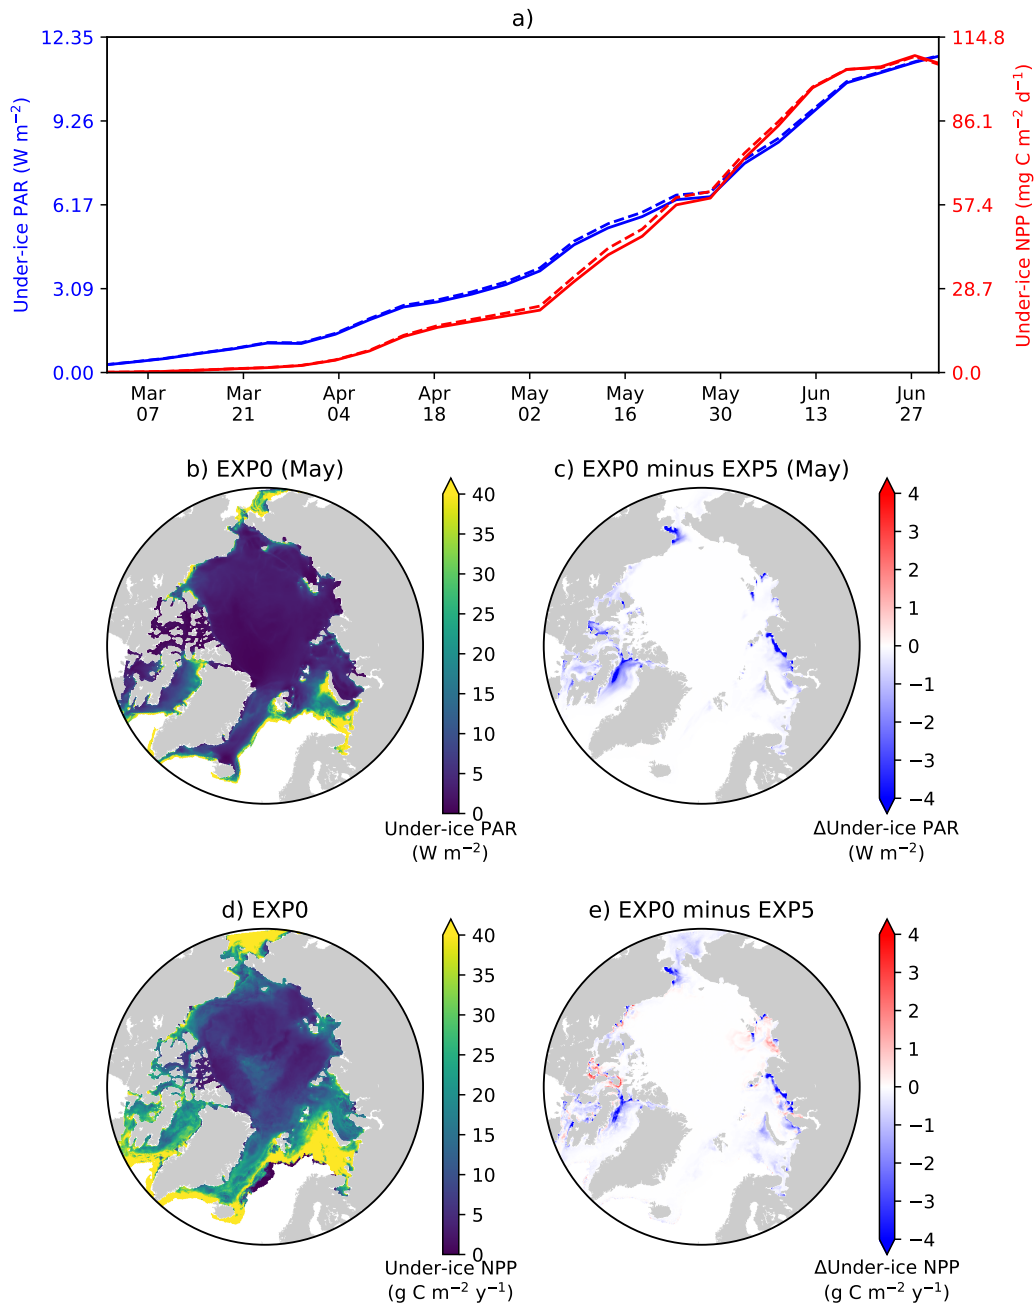 a)
12.35
9.26
6.17
3.09
0.00
Under-ice PAR (W m⁻²)
114.8
86.1
57.4
28.7
0.0
Under-ice NPP (mg C m⁻² d⁻¹)
Mar
07
Mar
21
Apr
04
Apr
18
May
02
May
16
May
30
Jun
13
Jun
27
b) EXP0 (May)
40
35
30
25
20
15
10
5
0
Under-ice PAR
(W m⁻²)
c) EXP0 minus EXP5 (May)
4
3
2
1
0
−1
−2
−3
−4
ΔUnder-ice PAR
(W m⁻²)
d) EXP0
40
35
30
25
20
15
10
5
0
Under-ice NPP
(g C m⁻² y⁻¹)
e) EXP0 minus EXP5
4
3
2
1
0
−1
−2
−3
−4
ΔUnder-ice NPP
(g C m⁻² y⁻¹)